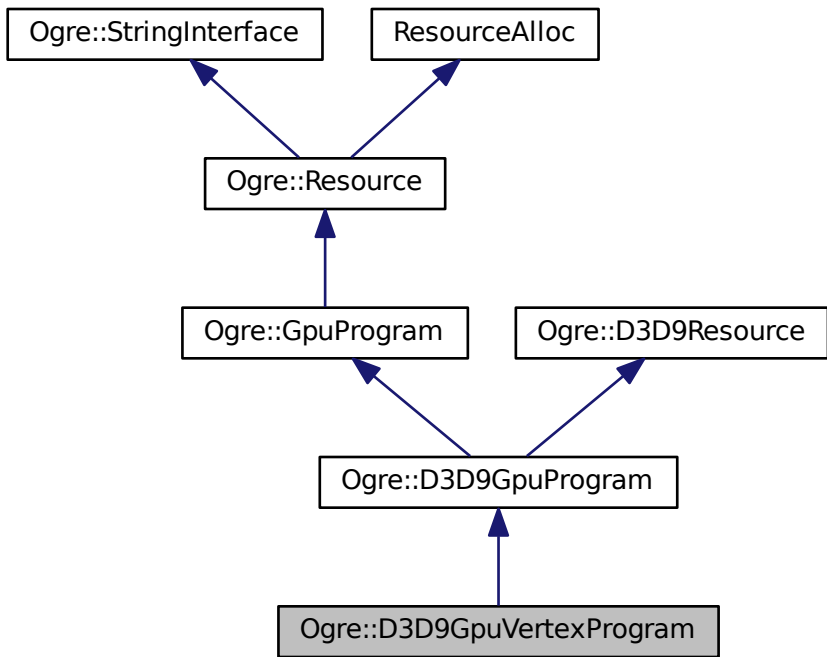 Ogre::StringInterface
ResourceAlloc
Ogre::Resource
Ogre::GpuProgram
Ogre::D3D9Resource
Ogre::D3D9GpuProgram
Ogre::D3D9GpuVertexProgram